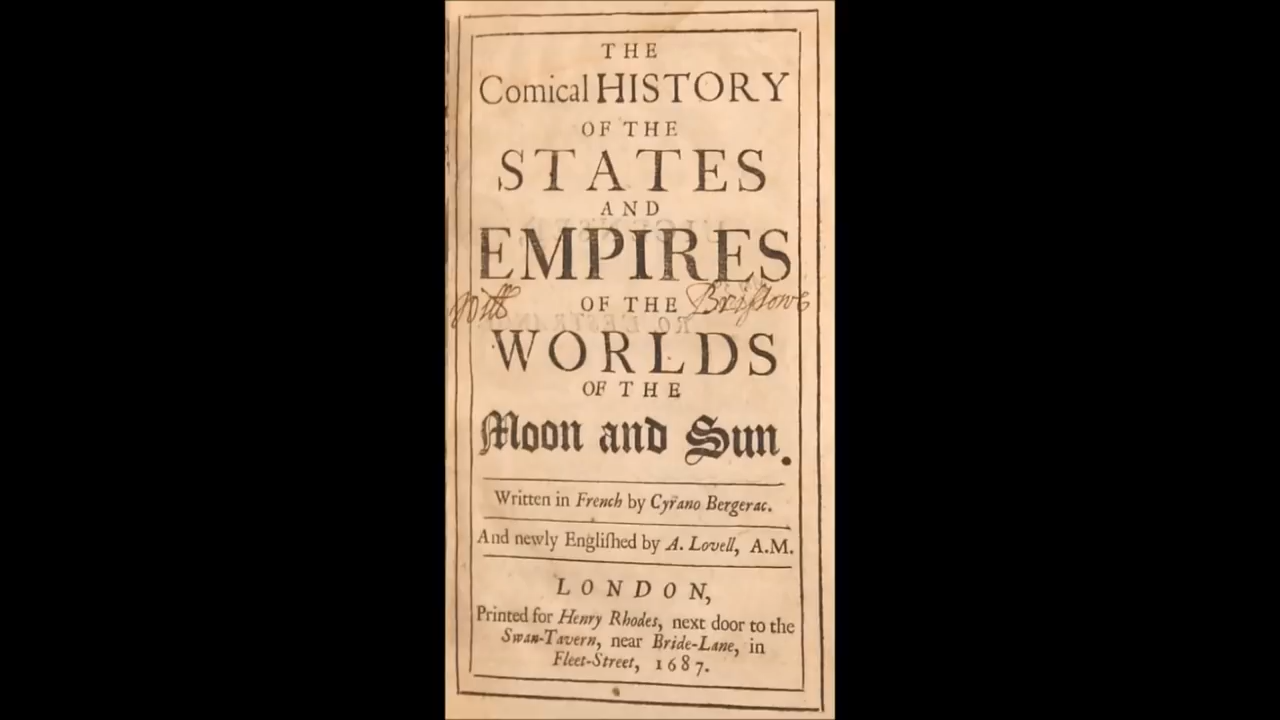 THE
Comical HISTORY
OF THE
STATES
AND
EMPIRES
OF THE
Bristowe
WORLDS
OF THE
Moon and Sun.
Written in French by Cyrano Bergerac.
And newly Engliſhed by A. Lovell, A.M.
LONDON,
Printed for Henry Rhodes, next door to the
Swan-Tavern, near Bride-Lane, in
Fleet-Street, 1687.